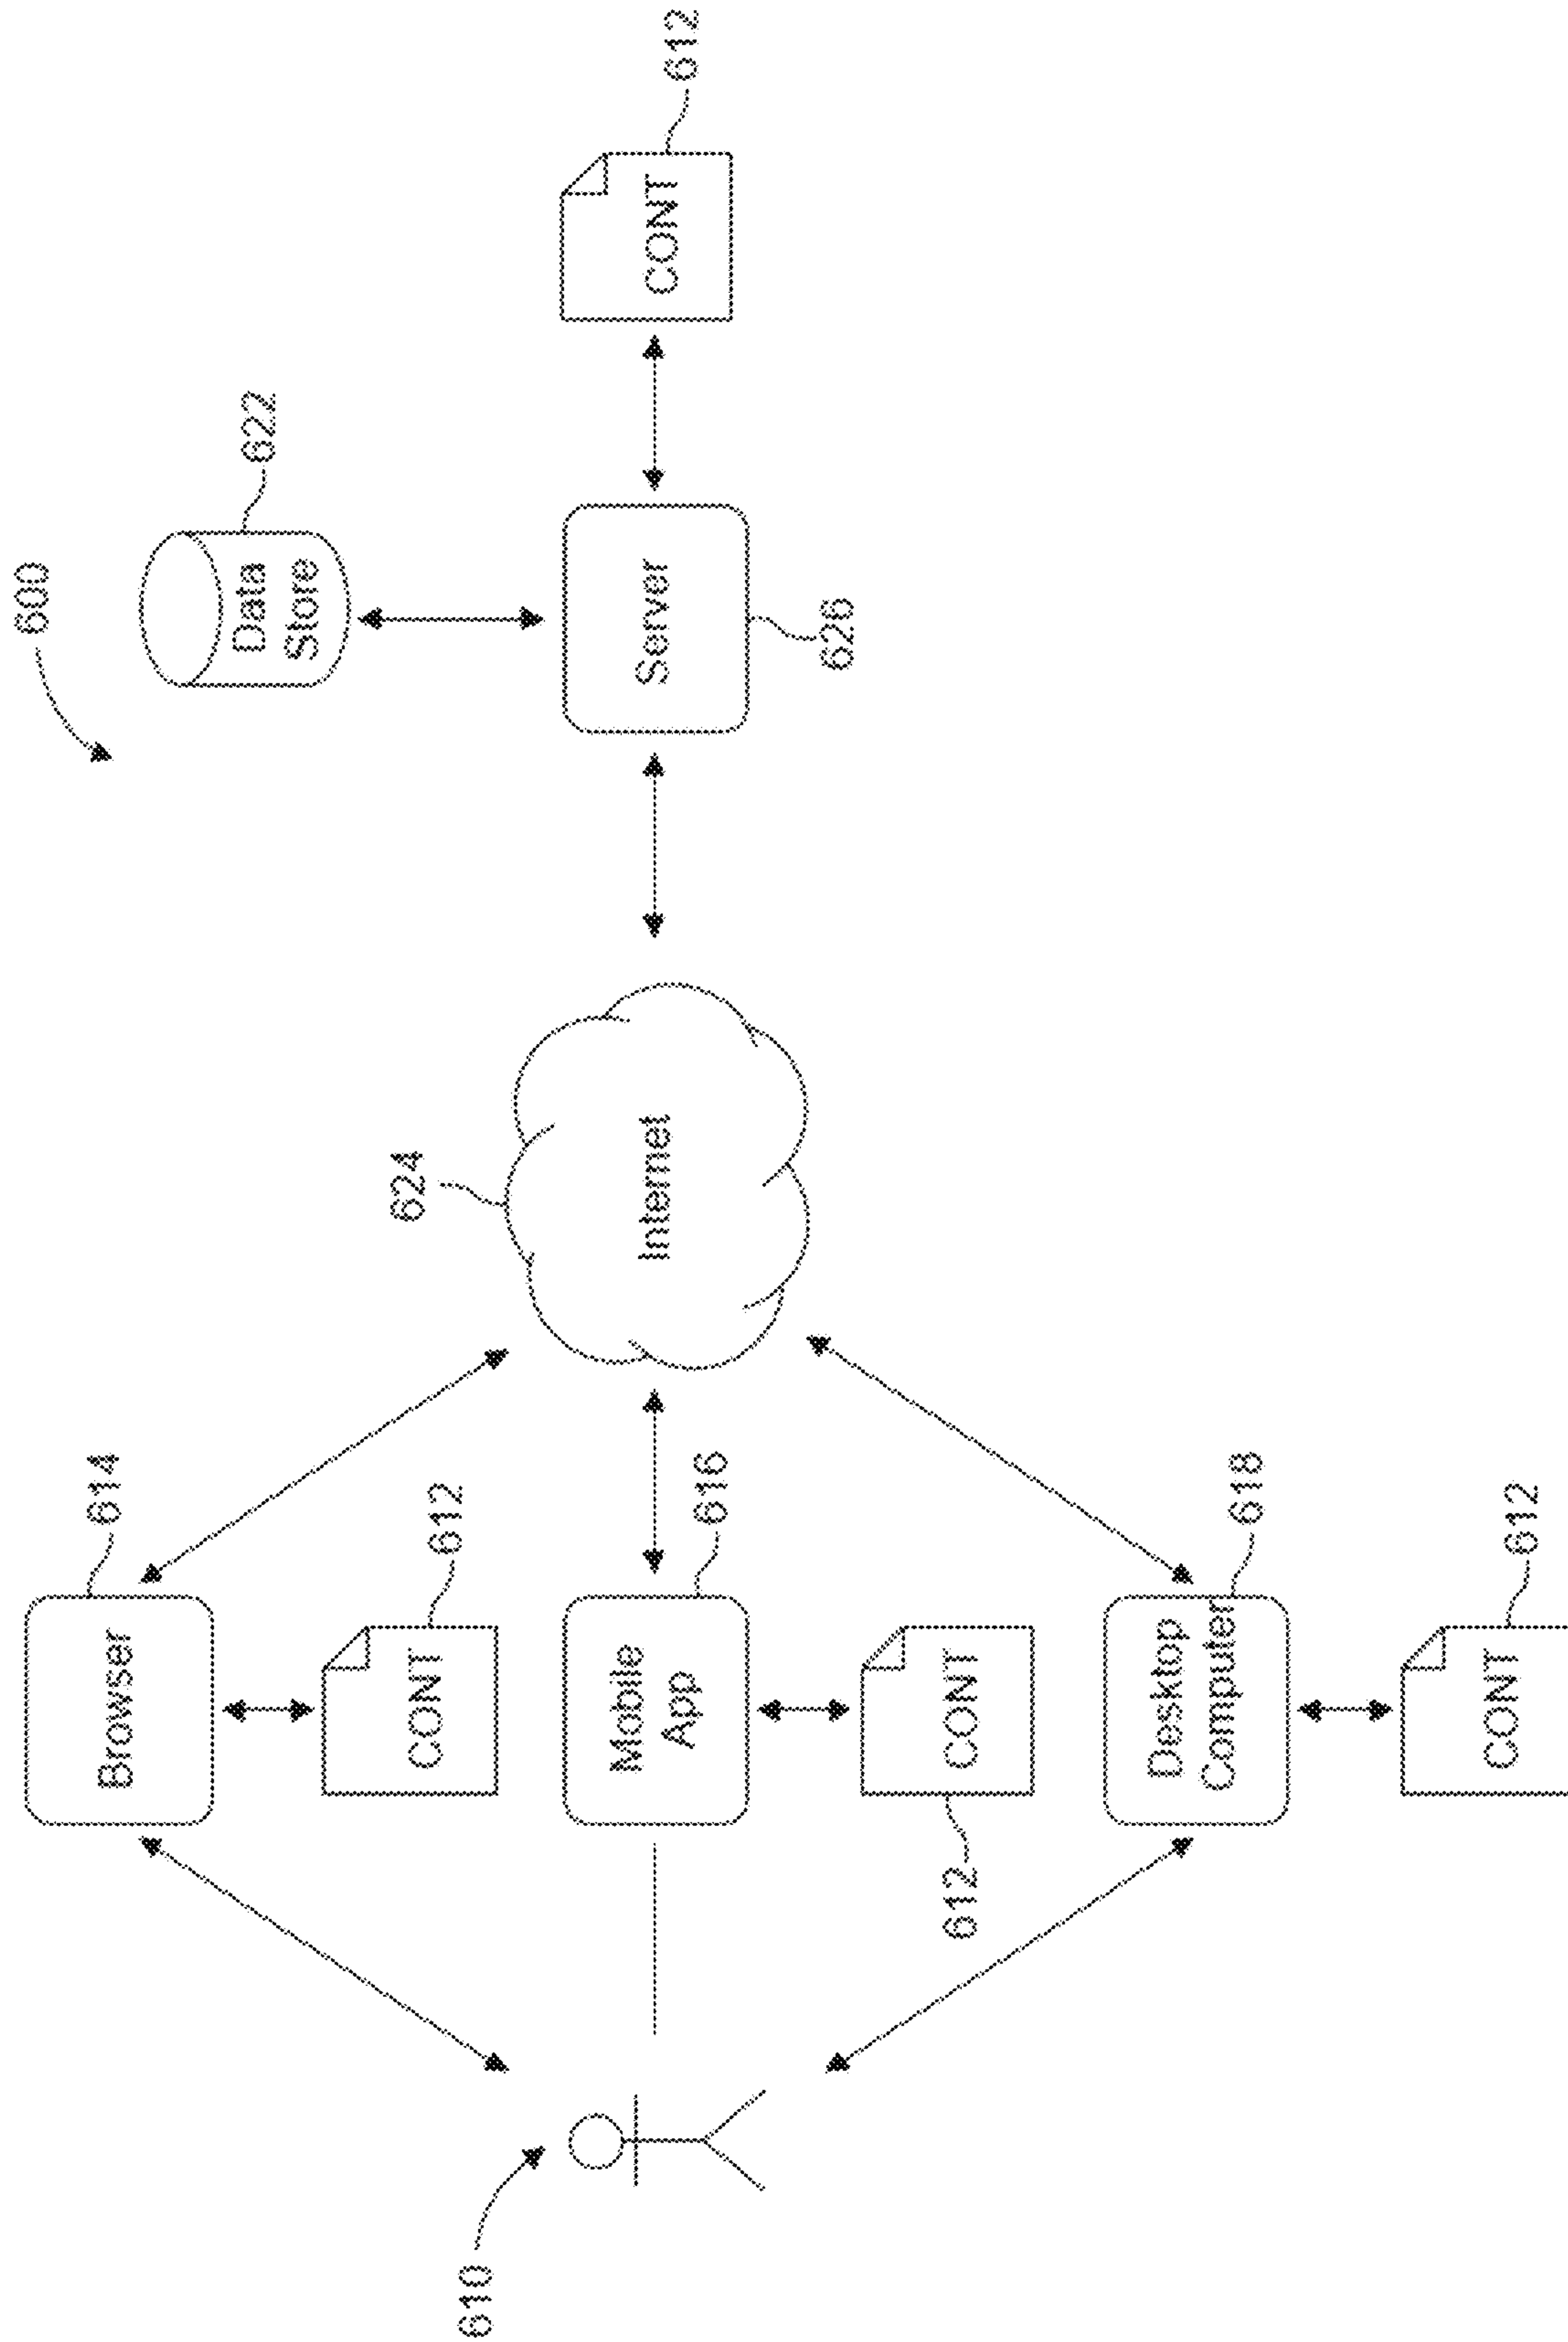 600
610
Browser
614
CONT
612
Mobile
App
616
CONT
612
Desktop
Computer
618
CONT
612
Internet
624
Data
Store
622
Server
626
CONT
612